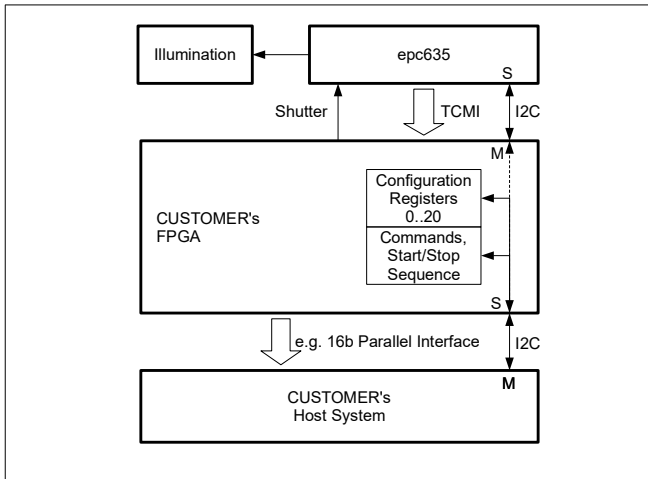 Illumination
epc635
S
Shutter
TCMI
I2C
M
Configuration
Registers
0..20
CUSTOMER's
FPGA
Commands,
Start/Stop
Sequence
S
e.g. 16b Parallel Interface
I2C
M
CUSTOMER's
Host System